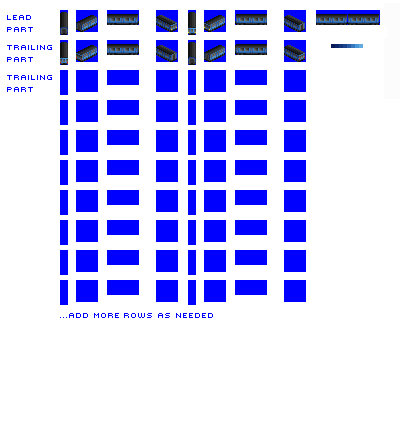 LEAD
PART
TRAILING
PART
TRAILING
PART
...ADD MORE ROWS AS NEEDED